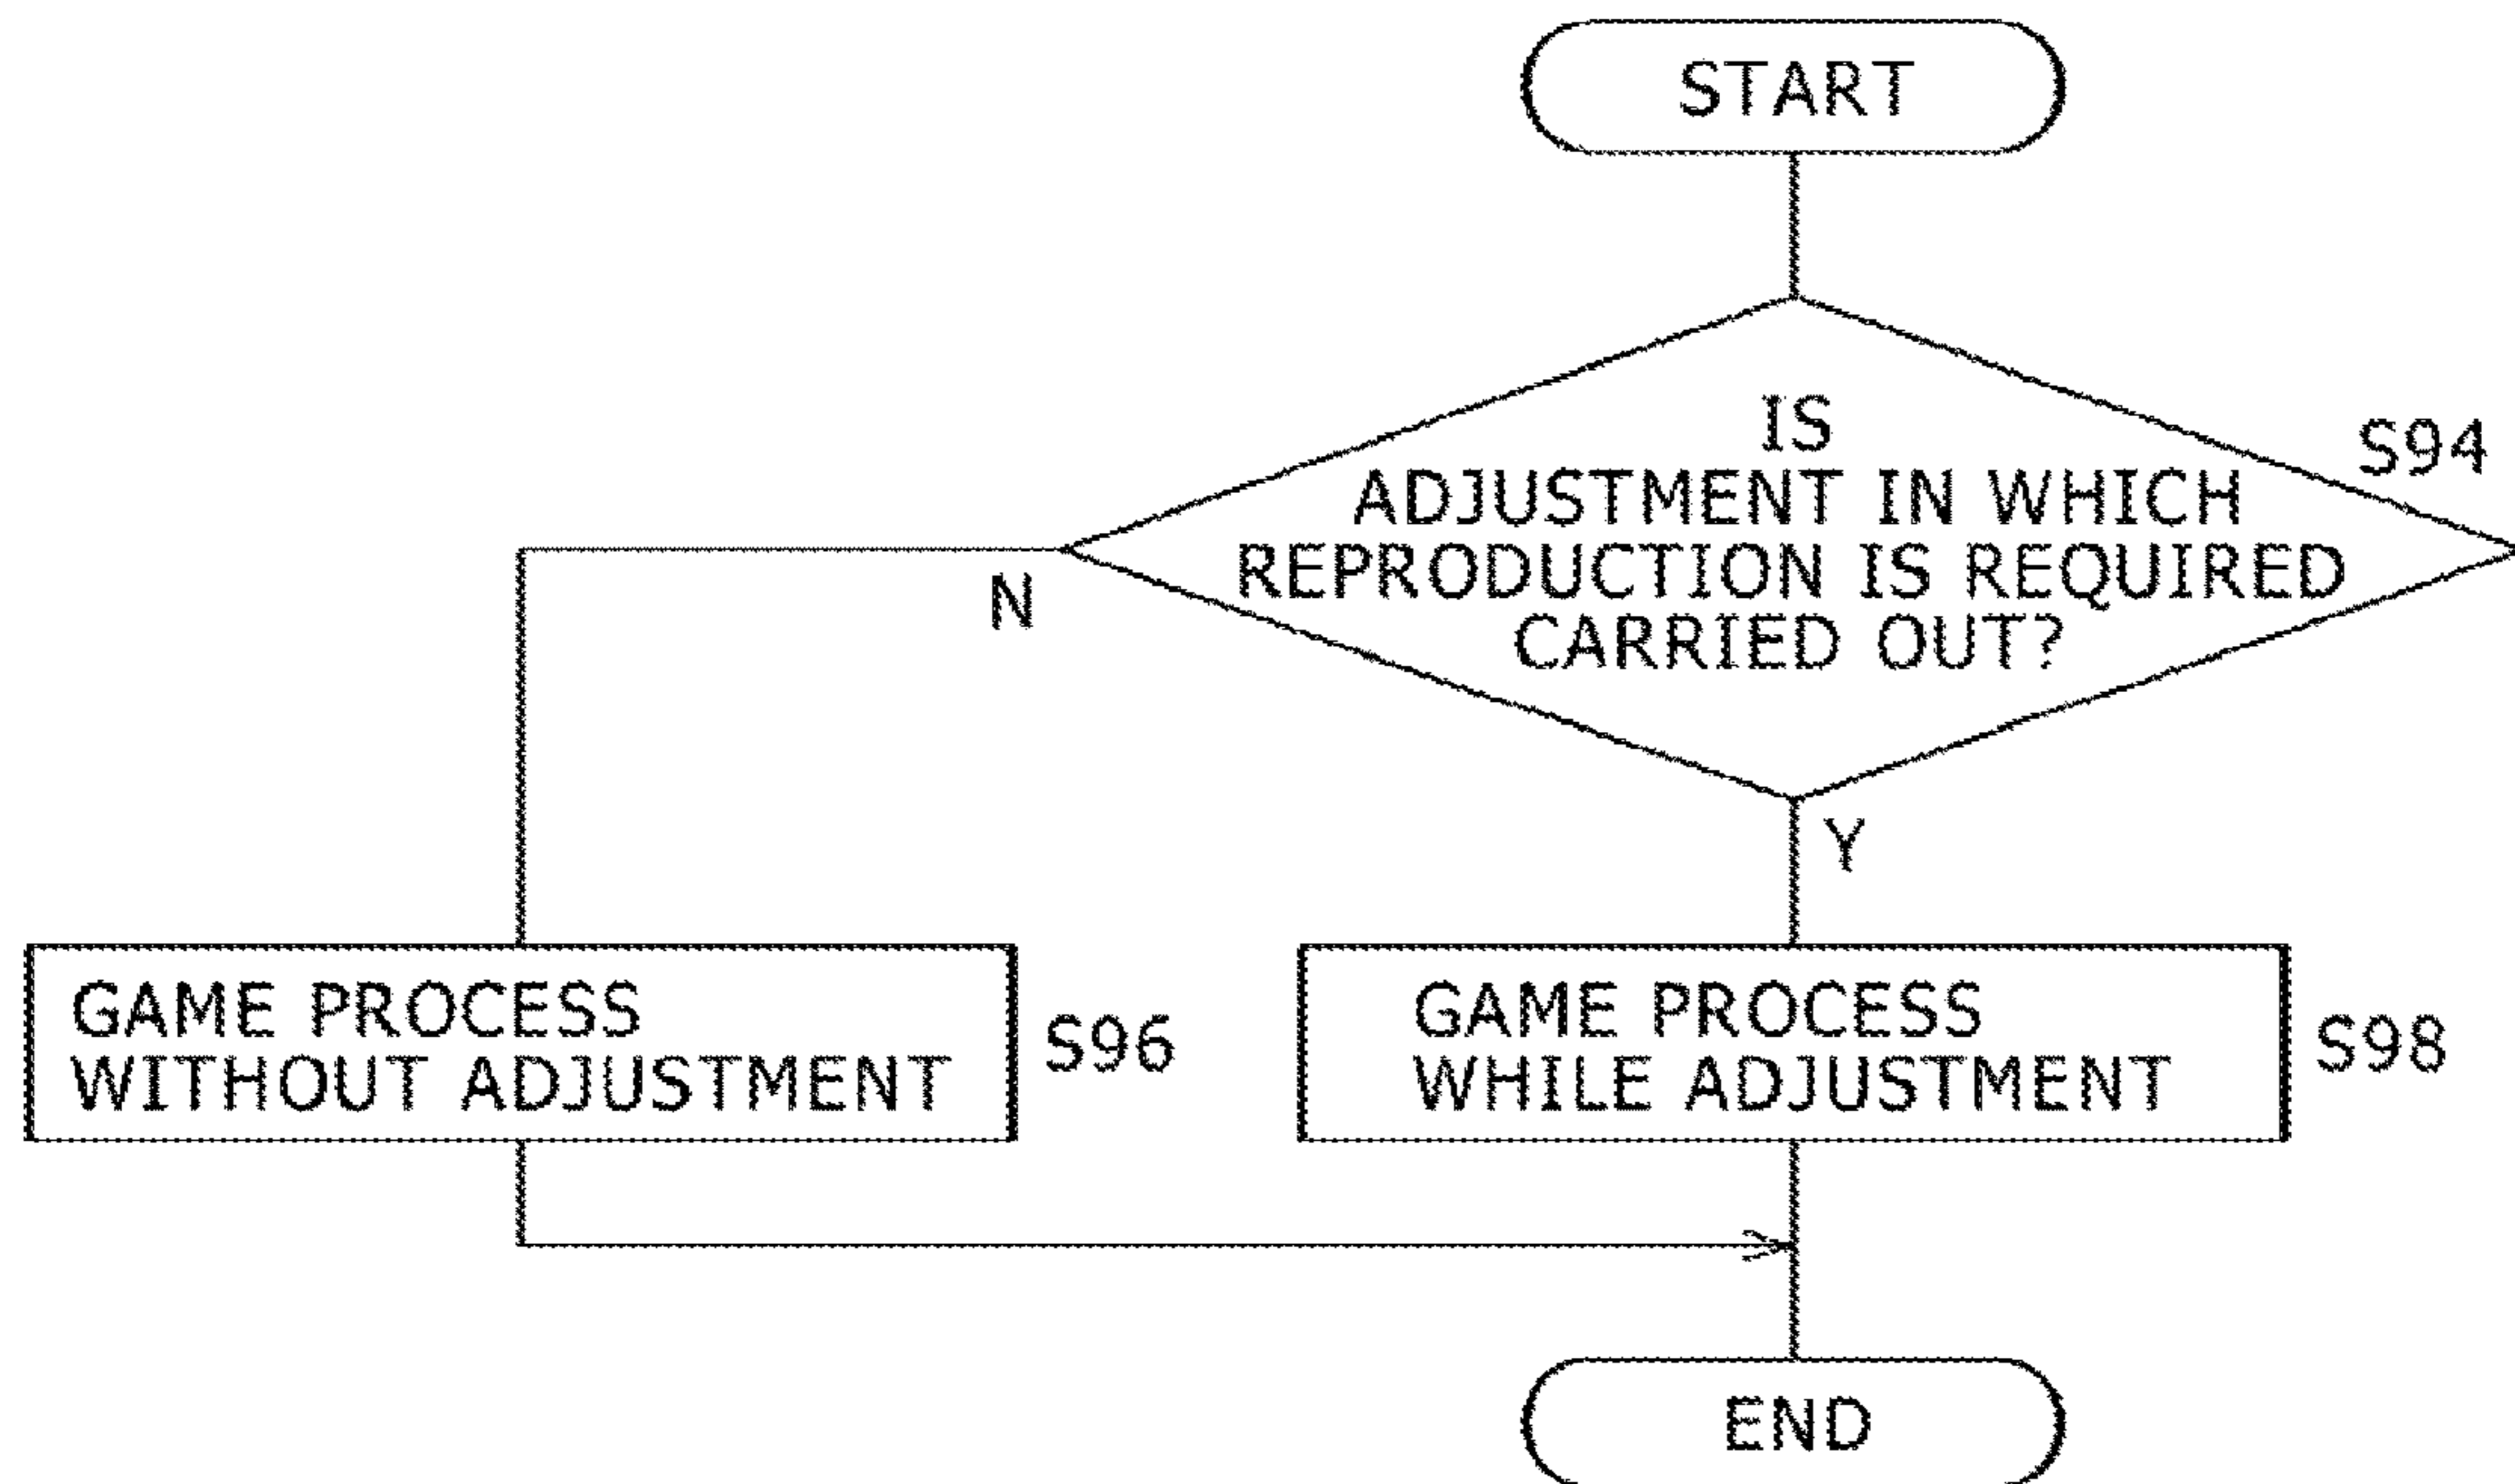 START
IS
ADJUSTMENT IN WHICH
REPRODUCTION IS REQUIRED
CARRIED OUT?
S94
N
Y
GAME PROCESS
WITHOUT ADJUSTMENT
S96
GAME PROCESS
WHILE ADJUSTMENT
S98
END